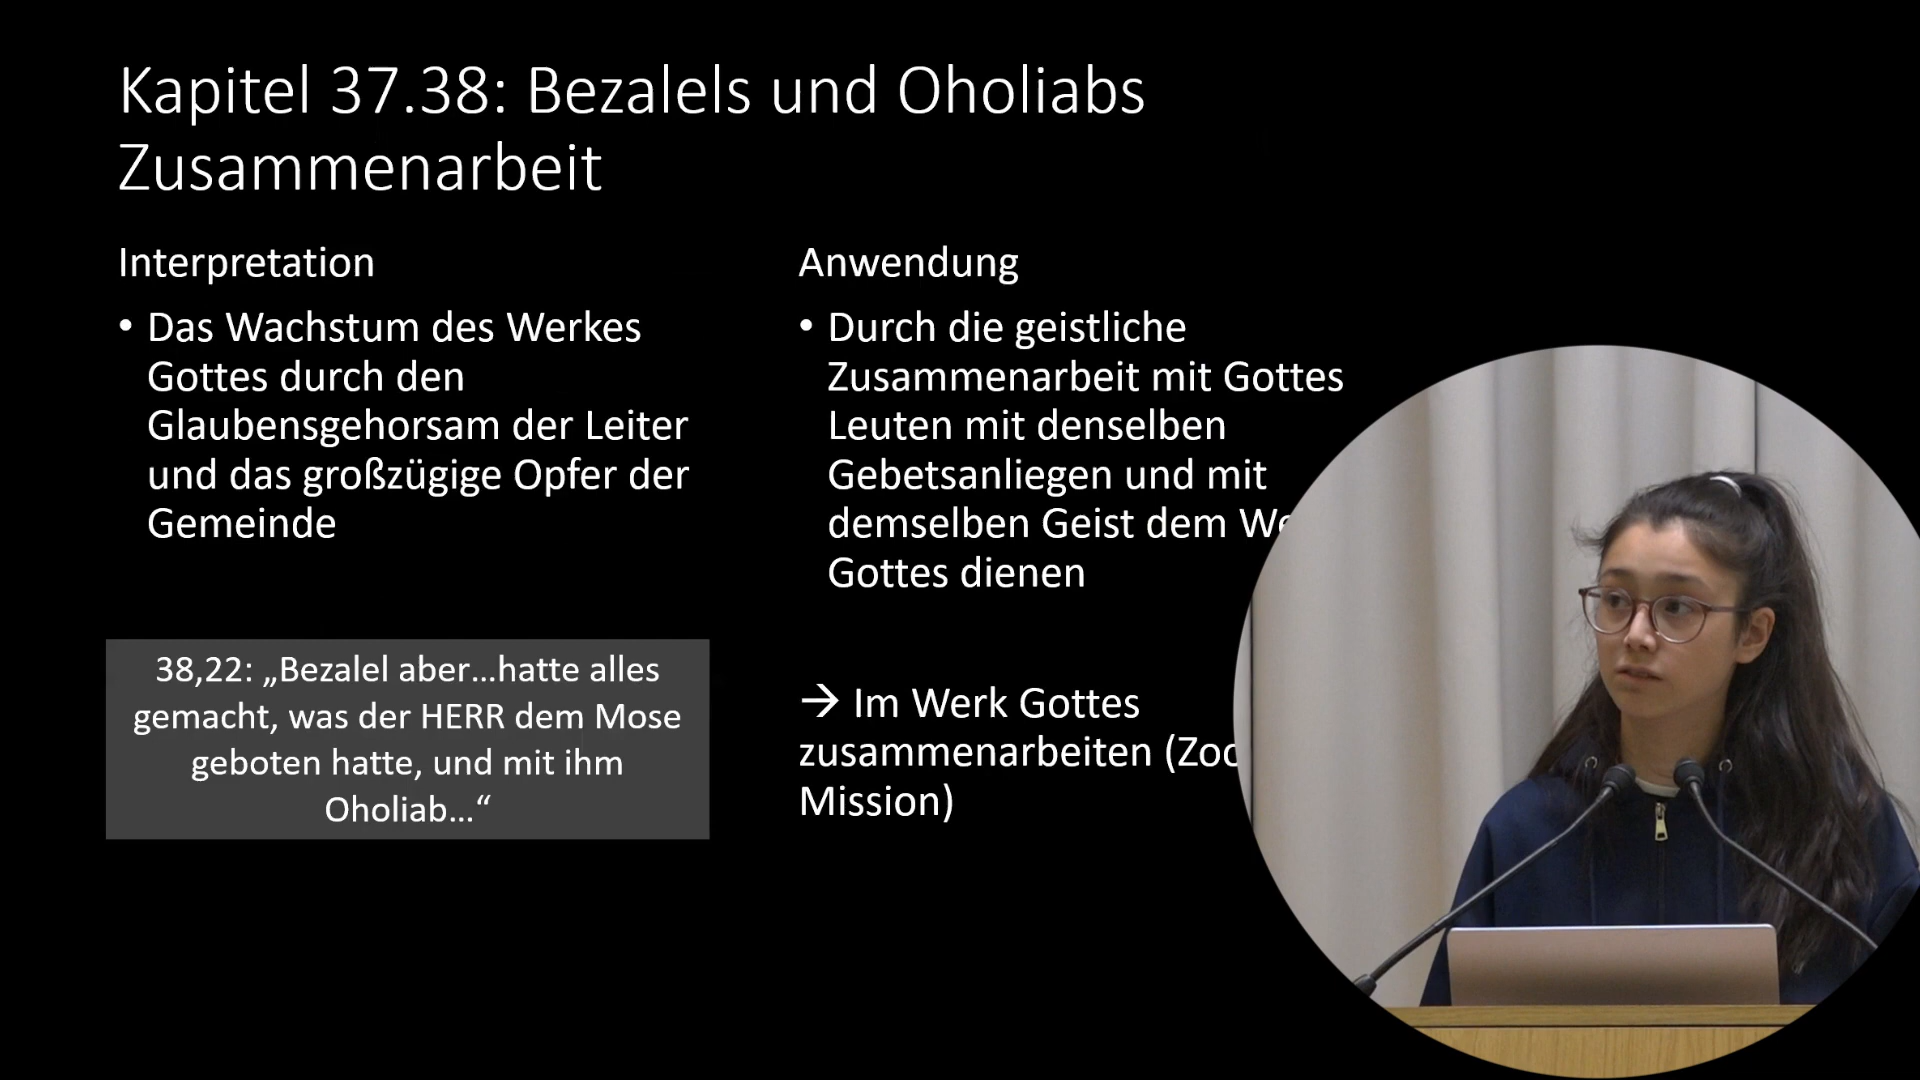 Kapitel 37.38: Bezalels und Oholiabs
Zusammenarbeit
Interpretation
• Das Wachstum des Werkes
Gottes durch den
Glaubensgehorsam der Leiter
und das großzügige Opfer der
Gemeinde
38,22: „Bezalel aber…hatte alles
gemacht, was der HERR dem Mose
geboten hatte, und mit ihm
Oholiab…“
Anwendung
• Durch die geistliche
Zusammenarbeit mit Gottes
Leuten mit denselben
Gebetsanliegen und mit
demselben Geist dem
Gottes dienen
→ Im Werk Gottes
zusammenarbeiten
Mission)